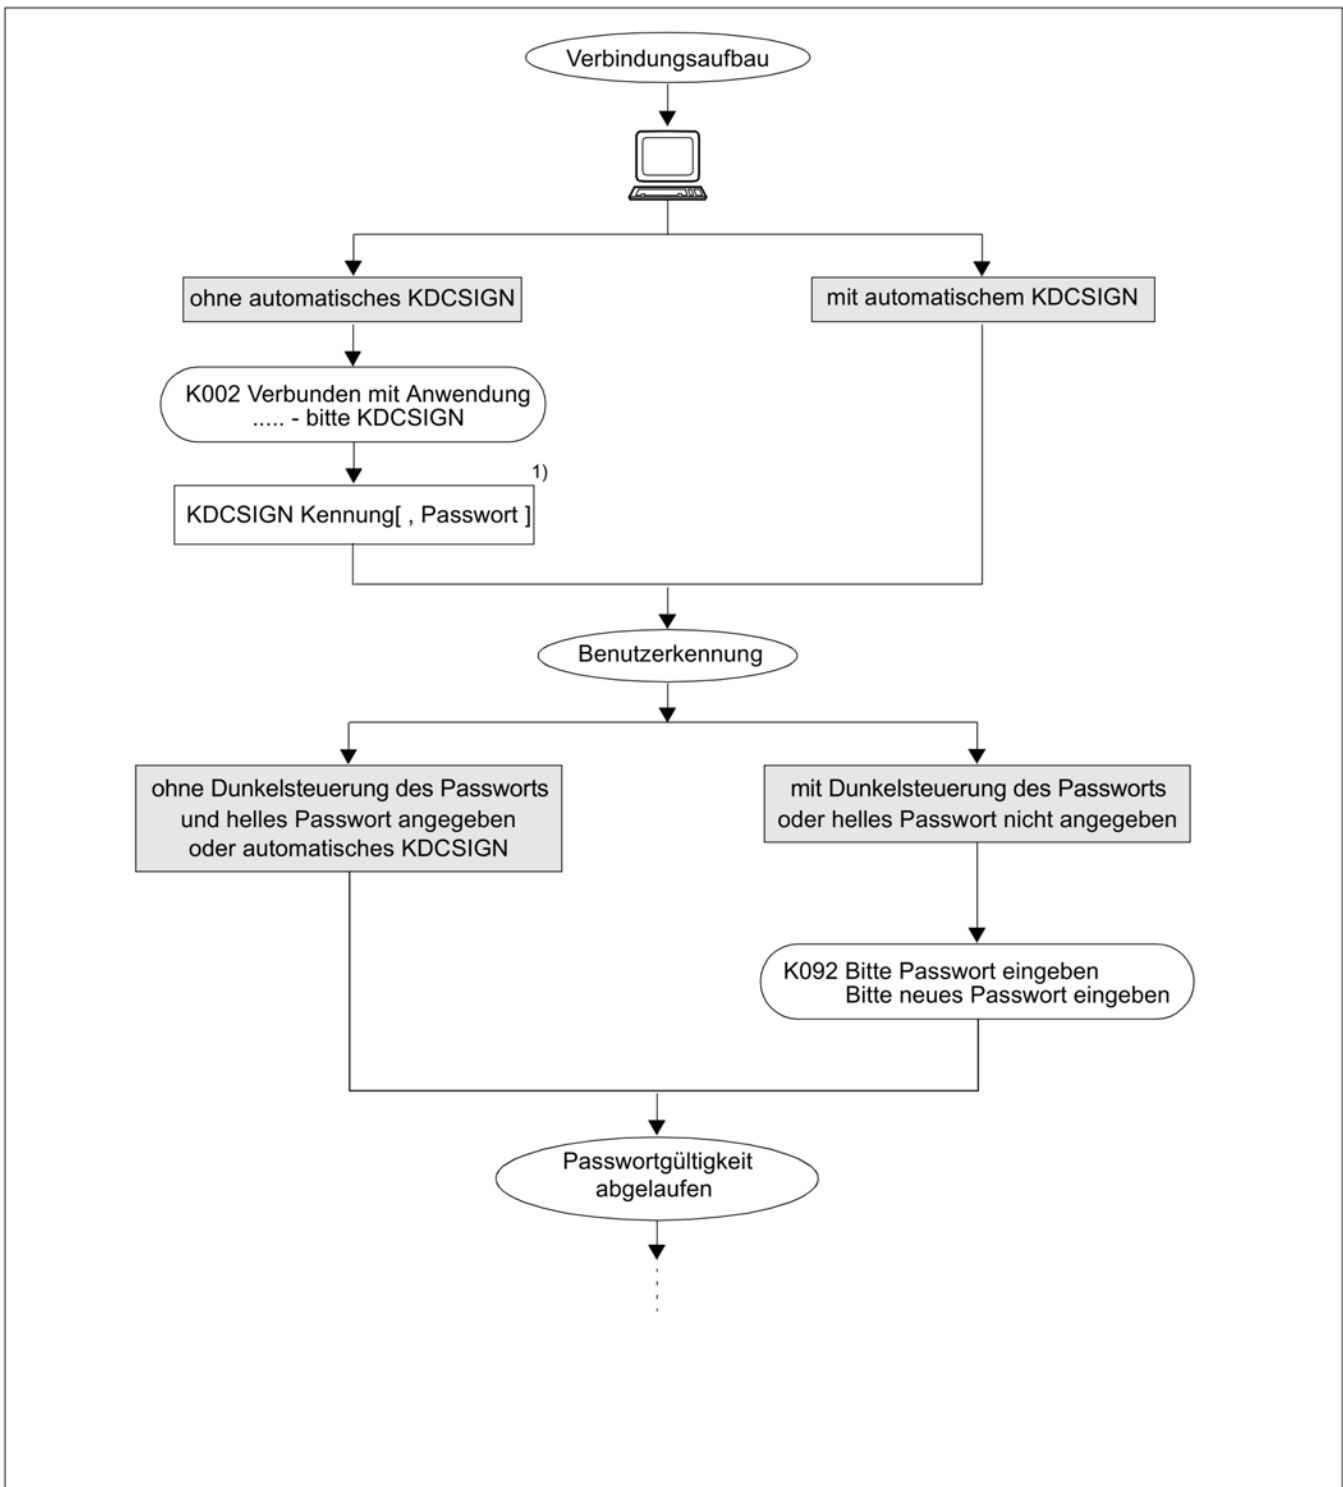 Verbindungsaufbau
ohne automatisches KDCSIGN
mit automatischem KDCSIGN
K002 Verbunden mit Anwendung
..... - bitte KDCSIGN
1)
KDCSIGN Kennung[ , Passwort ]
Benutzerkennung
ohne Dunkelsteuerung des Passworts
und helles Passwort angegeben
oder automatisches KDCSIGN
mit Dunkelsteuerung des Passworts
oder helles Passwort nicht angegeben
K092 Bitte Passwort eingeben
Bitte neues Passwort eingeben
Passwortgültigkeit
abgelaufen